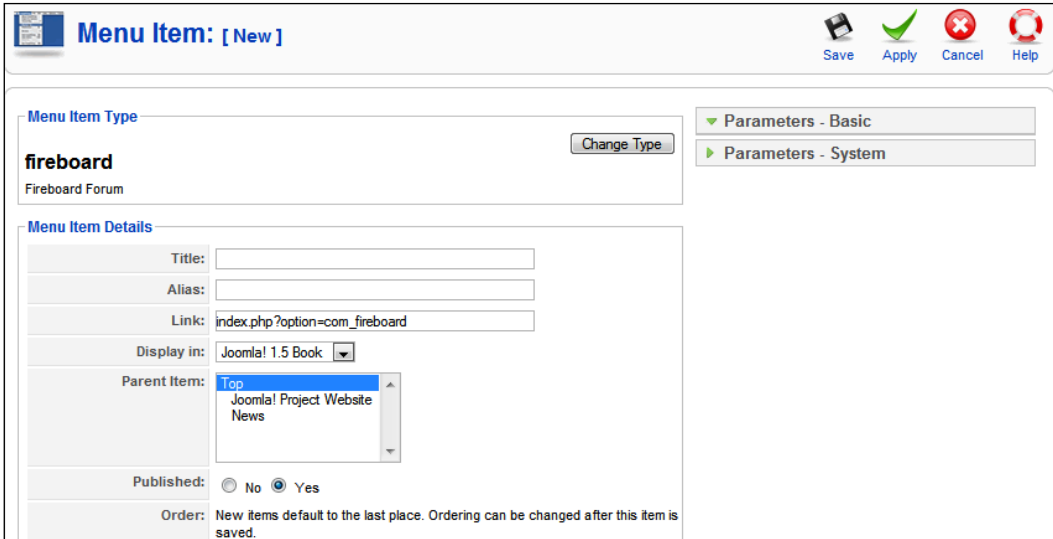 Menu Item: [ New ]
Save Apply Cancel Help
Menu Item Type
Change Type
fireboard
Fireboard Forum
Menu Item Details
Title:
Alias:
Link: index.php?option=com_fireboard
Display in: Joomla! 1.5 Book
Parent Item: Top
Joomla! Project Website
News
Published: No Yes
Order: New items default to the last place. Ordering can be changed after this item is
saved.
Parameters - Basic
Parameters - System